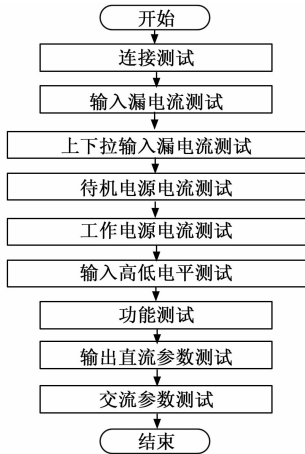 开始
连接测试
输入漏电流测试
上下拉输入漏电流测试
待机电源电流测试
工作电源电流测试
输入高低电平测试
功能测试
输出直流参数测试
交流参数测试
结束